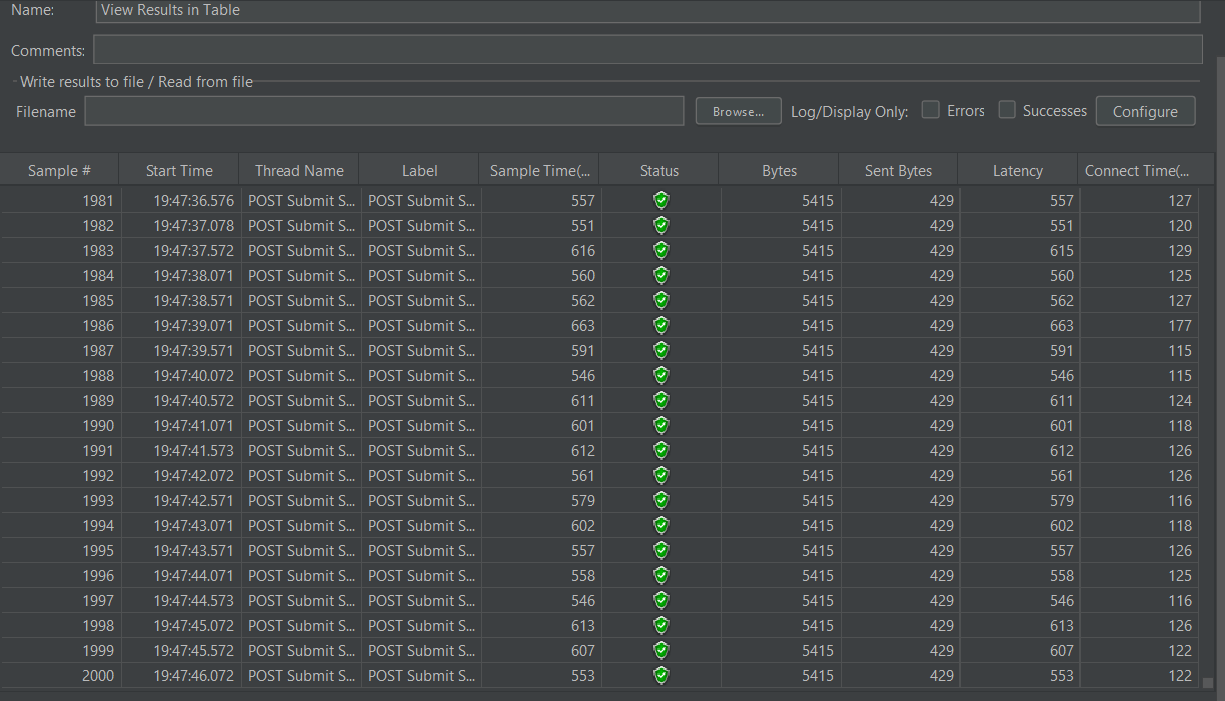 Name: View Results in Table
Comments:
Write results to file / Read from file
Filename Browse... Log/Display Only: Errors Successes Configure
Sample # Start Time Thread Name Label Sample Time(... Status Bytes Sent Bytes Latency Connect Time(...
1981 19:47:36.576 POST Submit S... POST Submit S... 557 5415 429 557 127
1982 19:47:37.078 POST Submit S... POST Submit S... 551 5415 429 551 120
1983 19:47:37.572 POST Submit S... POST Submit S... 616 5415 429 615 129
1984 19:47:38.071 POST Submit S... POST Submit S... 560 5415 429 560 125
1985 19:47:38.571 POST Submit S... POST Submit S... 562 5415 429 562 127
1986 19:47:39.071 POST Submit S... POST Submit S... 663 5415 429 663 177
1987 19:47:39.571 POST Submit S... POST Submit S... 591 5415 429 591 115
1988 19:47:40.072 POST Submit S... POST Submit S... 546 5415 429 546 115
1989 19:47:40.572 POST Submit S... POST Submit S... 611 5415 429 611 124
1990 19:47:41.071 POST Submit S... POST Submit S... 601 5415 429 601 118
1991 19:47:41.573 POST Submit S... POST Submit S... 612 5415 429 612 126
1992 19:47:42.072 POST Submit S... POST Submit S... 561 5415 429 561 126
1993 19:47:42.571 POST Submit S... POST Submit S... 579 5415 429 579 116
1994 19:47:43.071 POST Submit S... POST Submit S... 602 5415 429 602 118
1995 19:47:43.571 POST Submit S... POST Submit S... 557 5415 429 557 126
1996 19:47:44.071 POST Submit S... POST Submit S... 558 5415 429 558 125
1997 19:47:44.573 POST Submit S... POST Submit S... 546 5415 429 546 116
1998 19:47:45.072 POST Submit S... POST Submit S... 613 5415 429 613 126
1999 19:47:45.572 POST Submit S... POST Submit S... 607 5415 429 607 122
2000 19:47:46.072 POST Submit S... POST Submit S... 553 5415 429 553 122